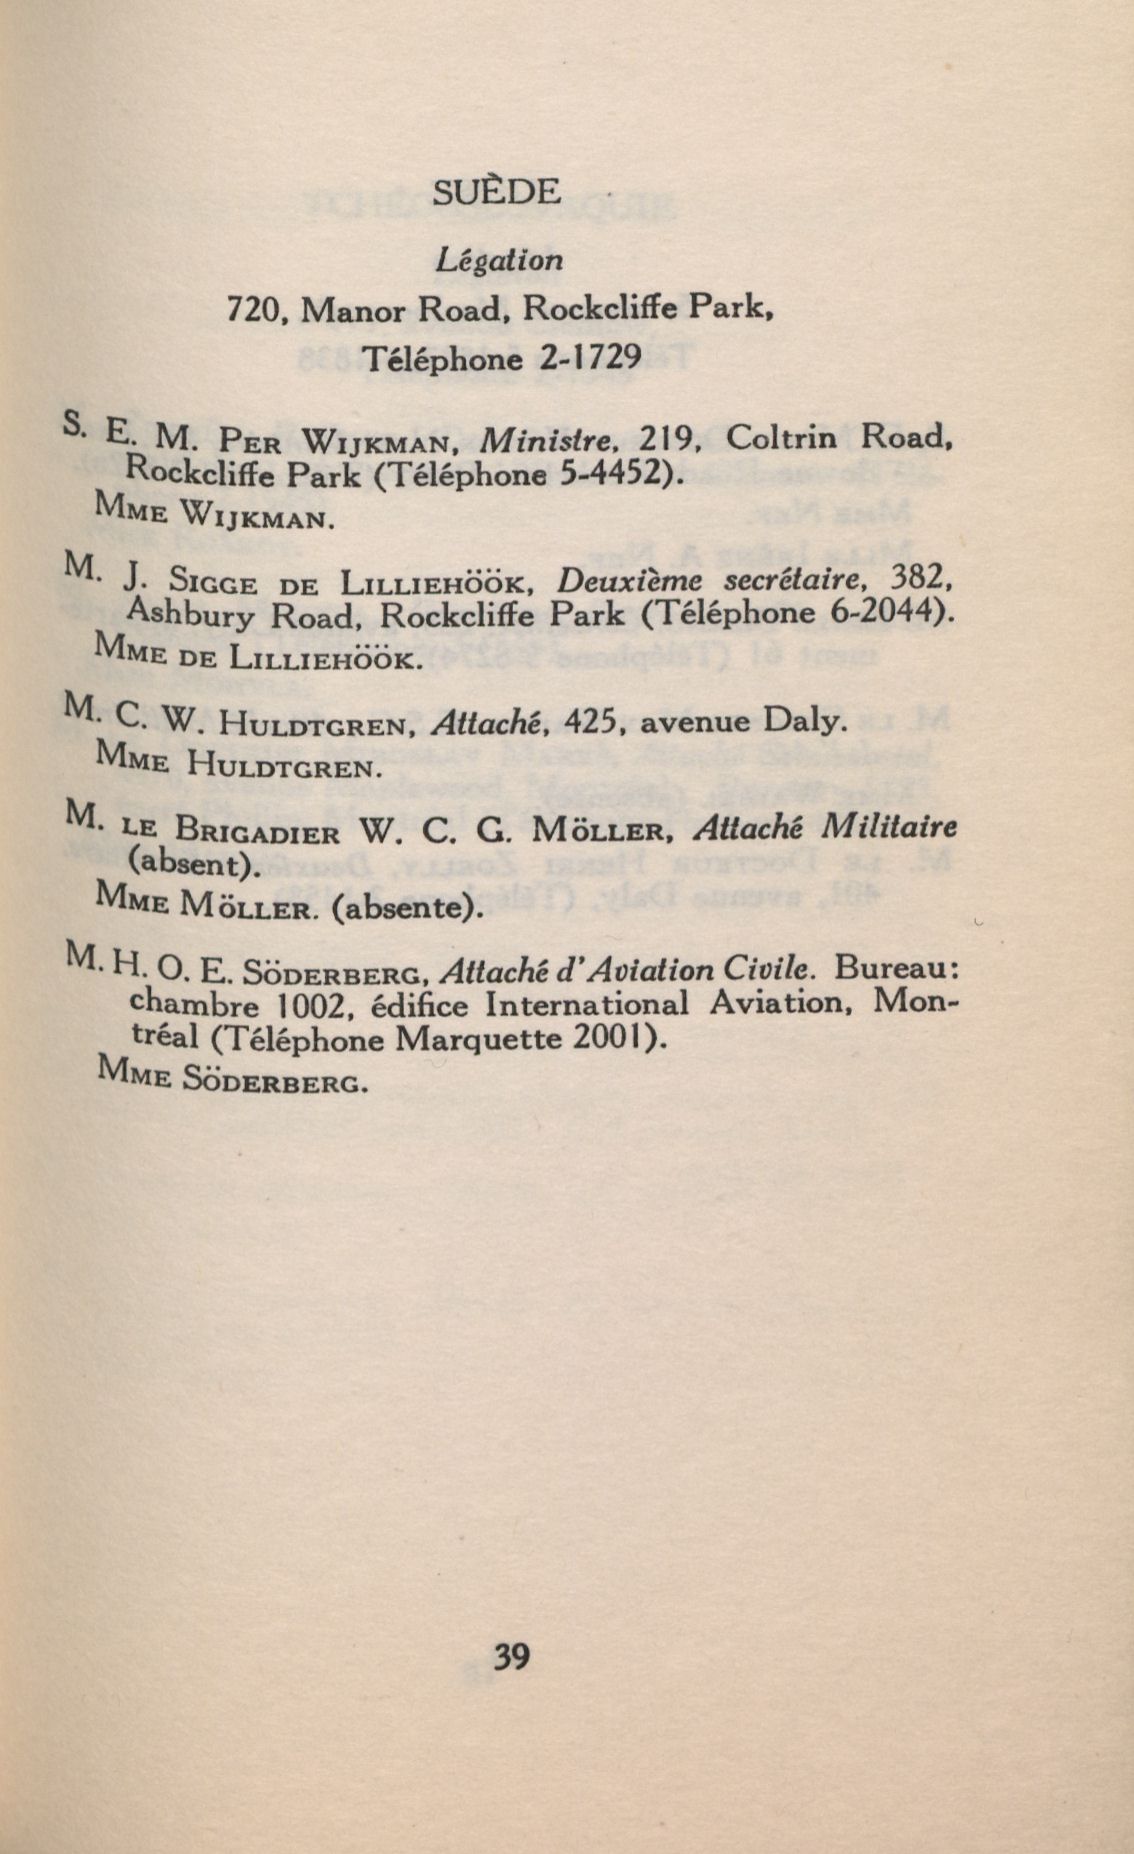 SUÈDE
Légation
720, Manor Road, Rockcliffe Park,
Téléphone 2-1729
S. E. M. PER WIJKMAN, Ministre, 219, Coltrin Road,
Rockcliffe Park (Téléphone 5-4452).
MME WIJKMAN.
M. J. SIGGE DE LILLIEHÖÖK, Deuxième secrétaire, 382,
Ashbury Road, Rockcliffe Park (Téléphone 6-2044).
MME DE LILLIEHÖÖK.
M. C. W. HULDTGREN, Attaché, 425, avenue Daly.
MME HULDTGREN.
M. LE BRIGADIER W. C. G. MÖLLER, Attaché Militaire
(absent).
MME MÖLLER. (absente).
M. H. O. E. SÖDERBERG, Attaché d'Aviation Civile. Bureau:
chambre 1002, édifice International Aviation, Mon-
tréal (Téléphone Marquette 2001).
MME SÖDERBERG.
39